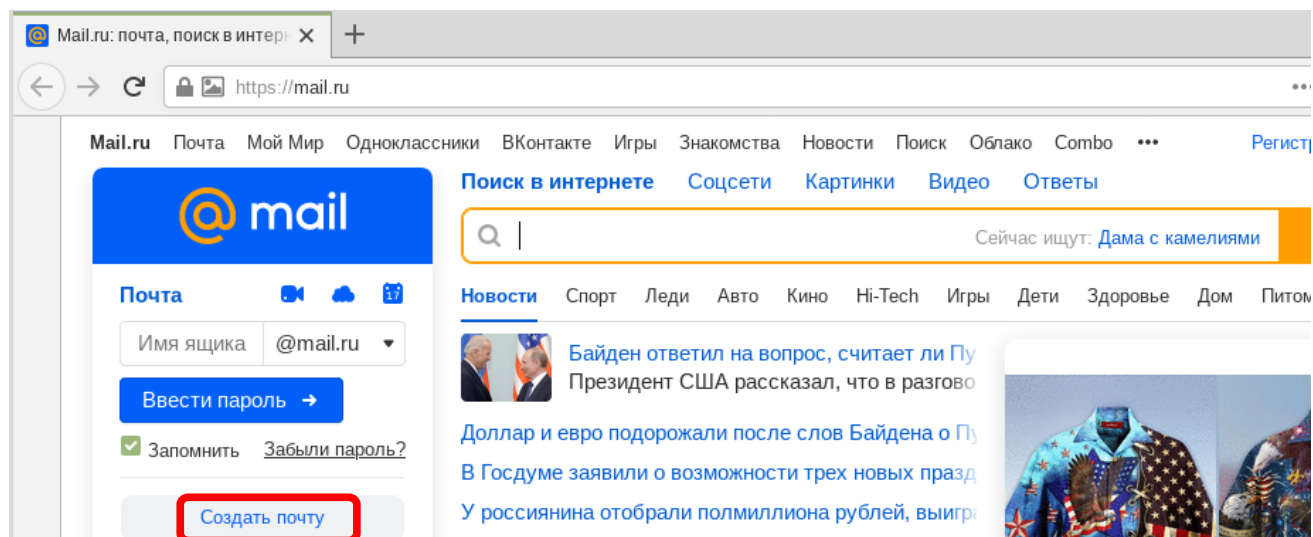 Mail.ru: почта, поиск в интерн
https://mail.ru
Mail.ru Почта Мой Мир Одноклассники ВКонтакте Игры Знакомства Новости Поиск Облако Combo •••
mail
Поиск в интернете Соцсети Картинки Видео Ответы
Сейчас ищут: Дама с камелиями
Почта 17
Имя ящика @mail.ru
Ввести пароль →
Запомнить Забыли пароль?
Создать почту
Новости Спорт Леди Авто Кино Hi-Tech Игры Дети Здоровье Дом
Байден ответил на вопрос, считает ли Пу
Президент США рассказал, что в разгово
Доллар и евро подорожали после слов Байдена о Пу
В Госдуме заявили о возможности трех новых празд
У россиянина отобрали полмиллиона рублей, выигра